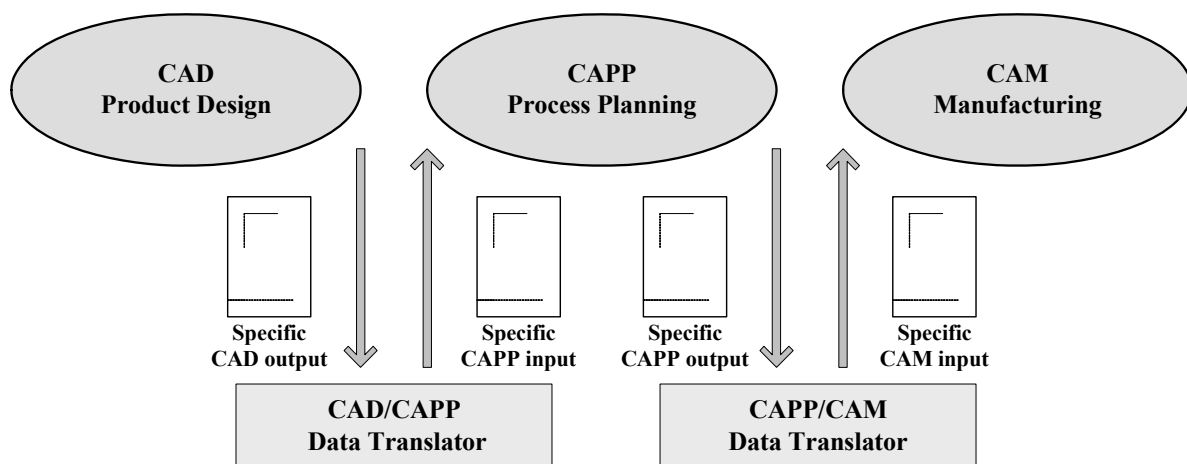 CAD
Product Design
CAPP
Process Planning
CAM
Manufacturing
Specific
CAD output
Specific
CAPP input
Specific
CAPP output
Specific
CAM input
CAD/CAPP
Data Translator
CAPP/CAM
Data Translator